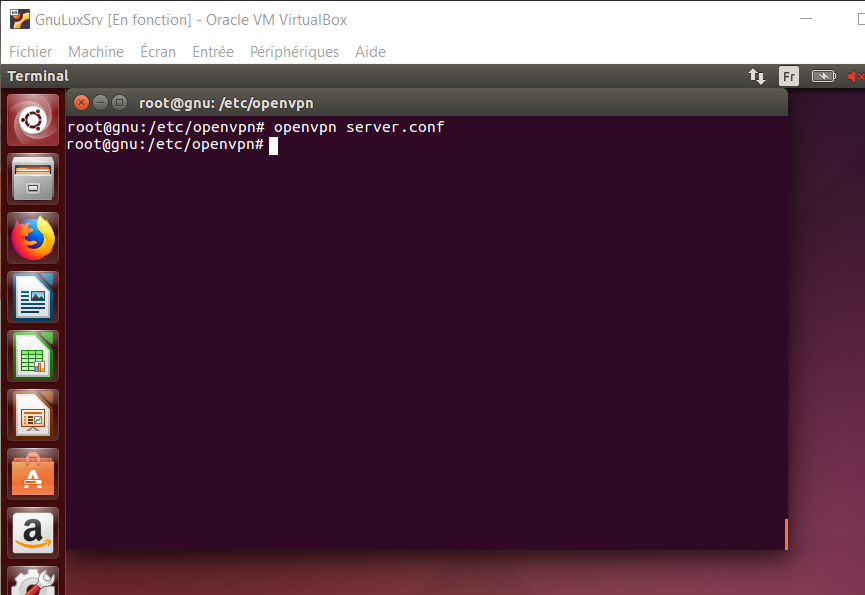 GnuLuxSrv [En fonction] - Oracle VM VirtualBox
Fichier Machine Écran Entrée Périphériques Aide
Terminal Fr
root@gnu: /etc/openvpn
root@gnu:/etc/openvpn# openvpn server.conf
root@gnu:/etc/openvpn#